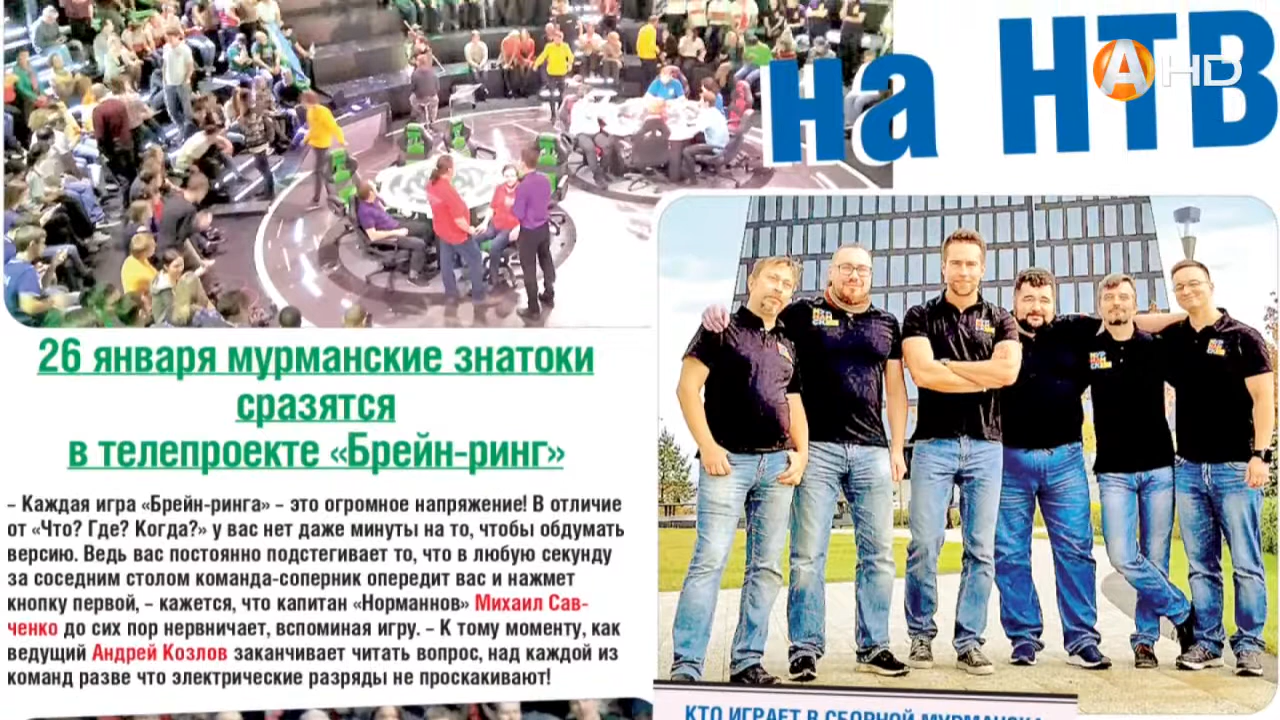 на НТВ
А HD
26 января мурманские знатоки
сразятся
в телепроекте «Брейн-ринг»
– Каждая игра «Брейн-ринга» – это огромное напряжение! В отличие
от «Что? Где? Когда?» у вас нет даже минуты на то, чтобы обдумать
версию. Ведь вас постоянно подстегивает то, что в любую секунду
за соседним столом команда-соперник опередит вас и нажмет
кнопку первой, – кажется, что капитан «Норманнов» Михаил Сав-
ченко до сих пор нервничает, вспоминая игру. – К тому моменту, как
ведущий Андрей Козлов заканчивает читать вопрос, над каждой из
команд разве что электрические разряды не проскакивают!
КТО ИГРАЕТ В СБОРНОЙ МУРМАНСКА